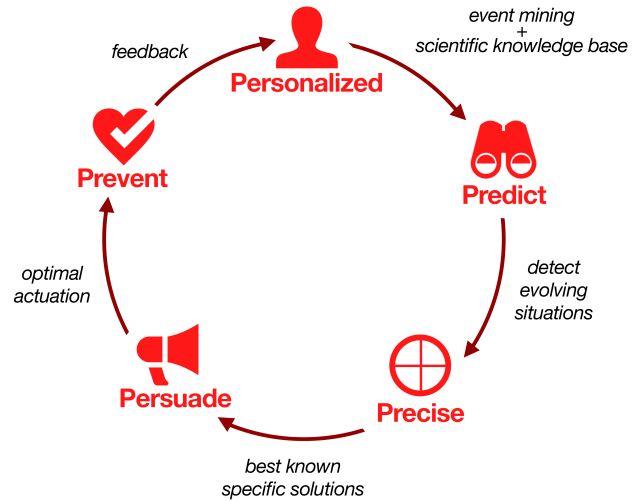 event mining
+
scientific knowledge base
feedback
Personalized
Prevent
Predict
optimal
actuation
detect
evolving
situations
Persuade
Precise
best known
specific solutions